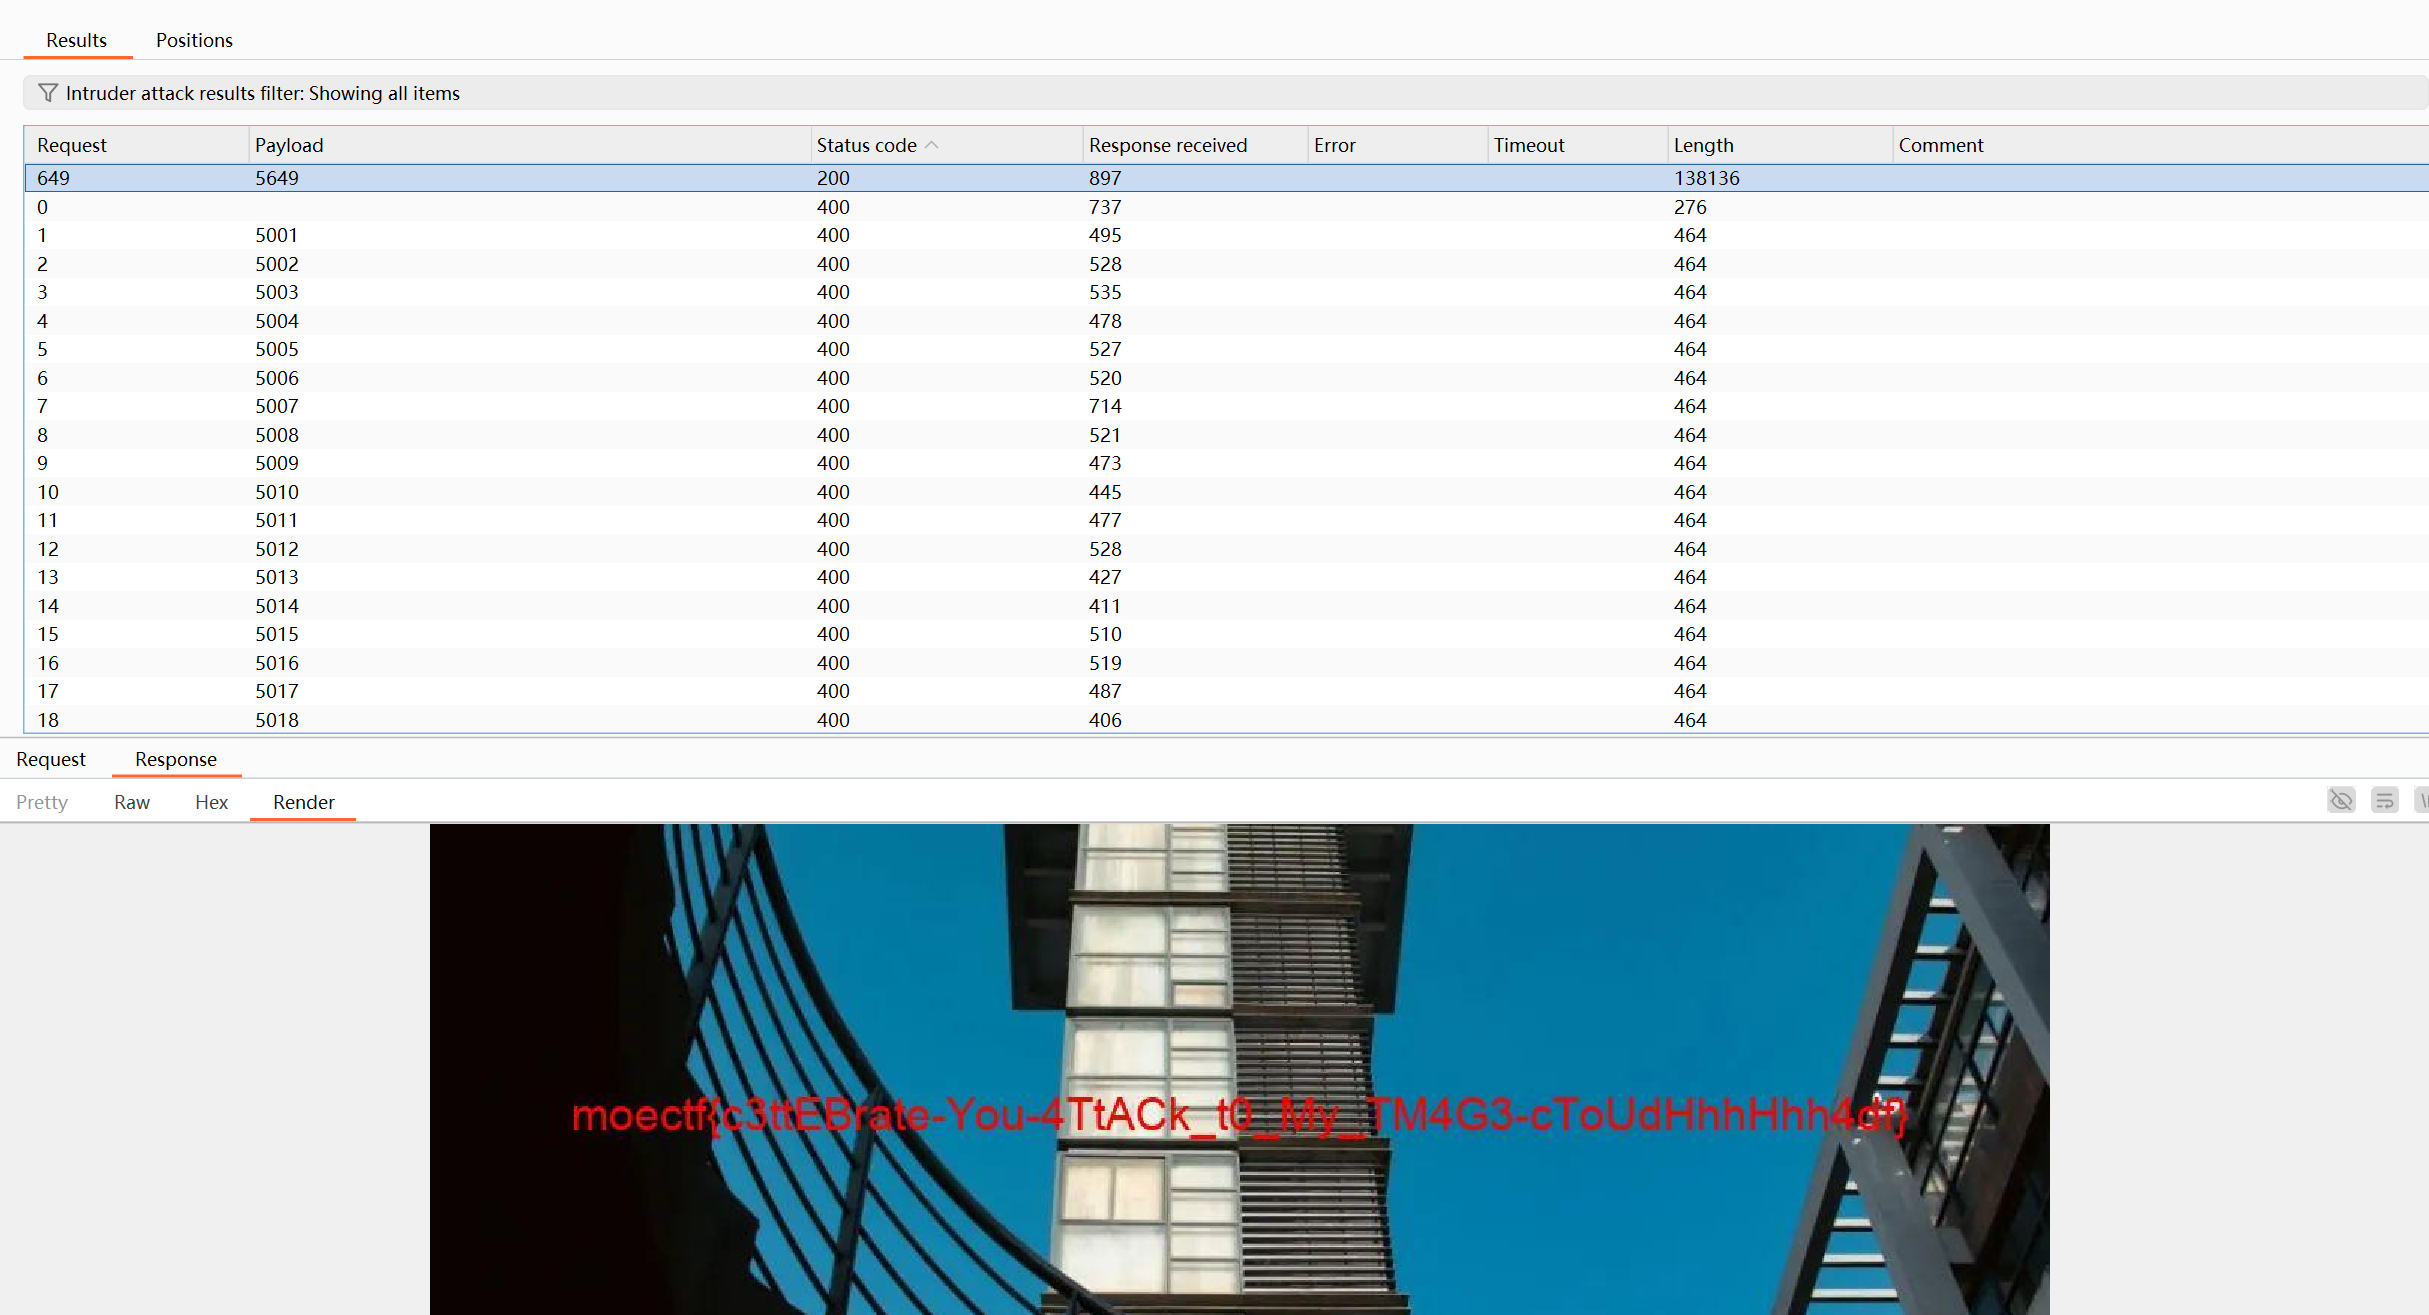 Results Positions
Intruder attack results filter: Showing all items
Request Payload Status code Response received Error Timeout Length Comment
649 5649 200 897 138136
0 400 737 276
1 5001 400 495 464
2 5002 400 528 464
3 5003 400 535 464
4 5004 400 478 464
5 5005 400 527 464
6 5006 400 520 464
7 5007 400 714 464
8 5008 400 521 464
9 5009 400 473 464
10 5010 400 445 464
11 5011 400 477 464
12 5012 400 528 464
13 5013 400 427 464
14 5014 400 411 464
15 5015 400 510 464
16 5016 400 519 464
17 5017 400 487 464
18 5018 400 406 464
Request Response
Pretty Raw Hex Render
moectf{c3ttEBrate-You-4TtACk_t0_My_TM4G3-cToUdHhhHhh4df}